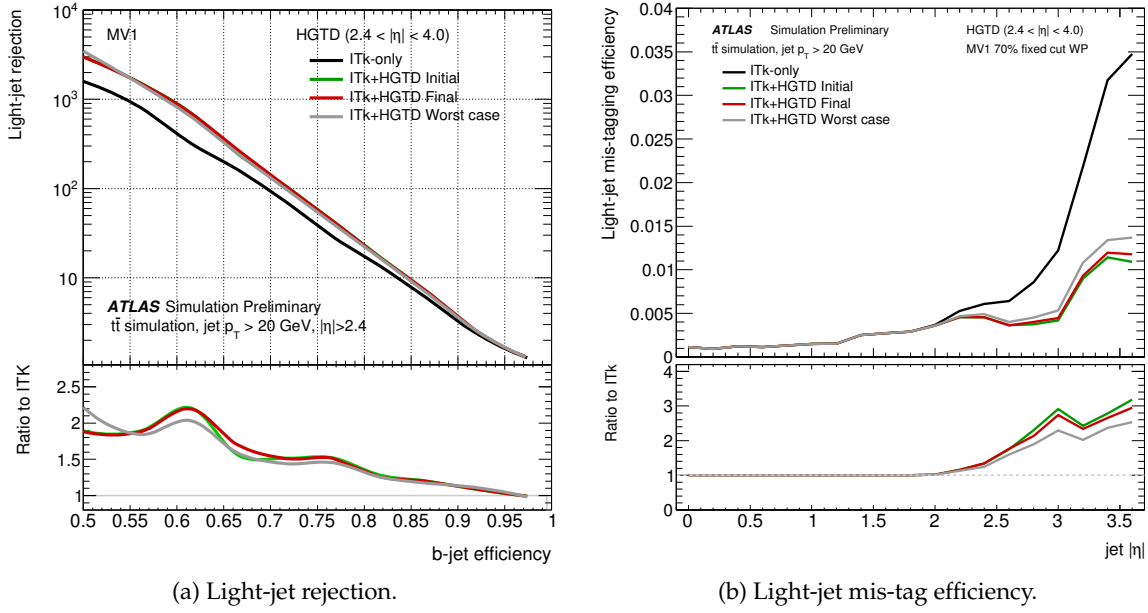 Light-jet rejection
10⁴
10³
10²
10
MV1
HGTD (2.4 < |η| < 4.0)
ITk-only
ITk+HGTD Initial
ITk+HGTD Final
ITk+HGTD Worst case
ATLAS Simulation Preliminary
tt̄ simulation, jet p_T > 20 GeV, |η|>2.4
Ratio to ITK
2.5
2
1.5
1
0.5 0.55 0.6 0.65 0.7 0.75 0.8 0.85 0.9 0.95 1
b-jet efficiency
(a) Light-jet rejection.
Light-jet mis-tagging efficiency
0.04
0.035
0.03
0.025
0.02
0.015
0.01
0.005
0
ATLAS Simulation Preliminary
tt̄ simulation, jet p_T > 20 GeV
HGTD (2.4 < |η| < 4.0)
MV1 70% fixed cut WP
ITk-only
ITk+HGTD Initial
ITk+HGTD Final
ITk+HGTD Worst case
Ratio to ITk
4
3
2
1
0
0 0.5 1 1.5 2 2.5 3 3.5
jet |η|
(b) Light-jet mis-tag efficiency.